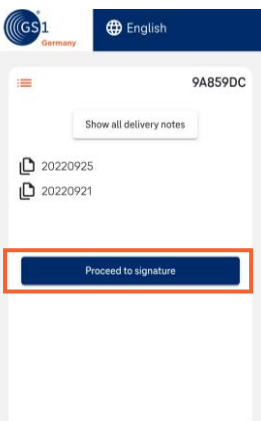 GS1
Germany
English
9A859DC
Show all delivery notes
20220925
20220921
Proceed to signature